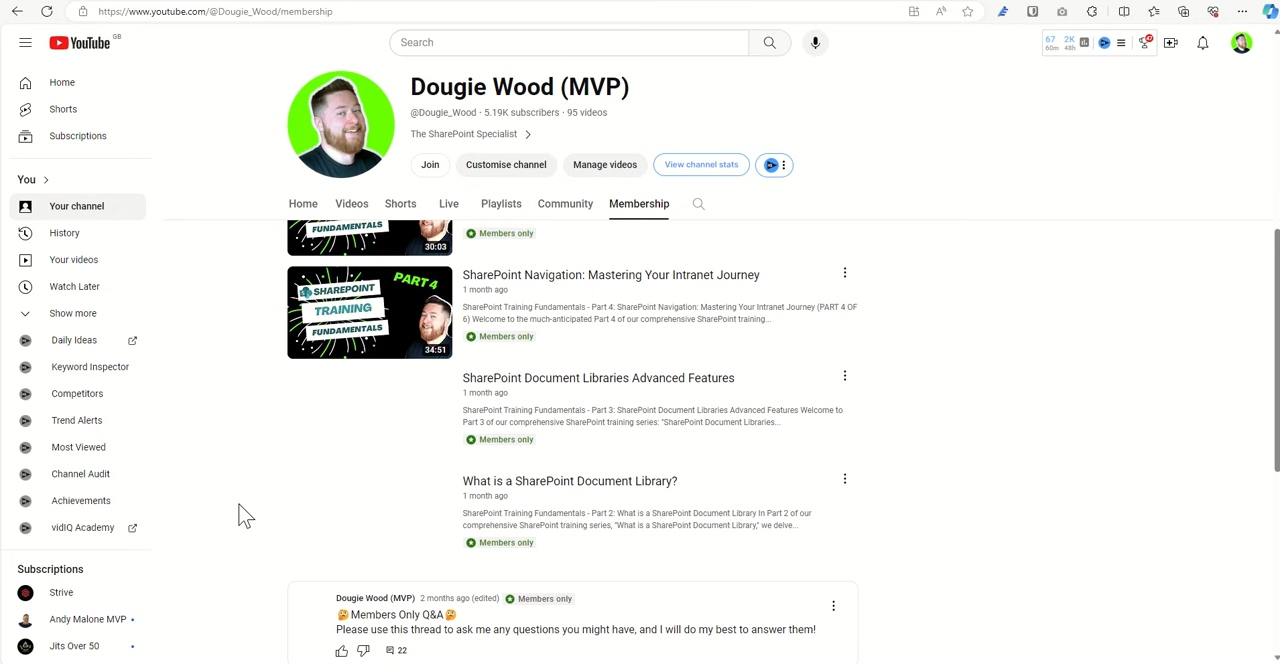 https://www.youtube.com/@Dougie_Wood/membership
YouTube GB
Search
67 2K
60m 48h
47
Home
Shorts
Subscriptions
You
Your channel
History
Your videos
Watch Later
Show more
Daily Ideas
Keyword Inspector
Competitors
Trend Alerts
Most Viewed
Channel Audit
Achievements
vidIQ Academy
Subscriptions
Strive
Andy Malone MVP
Jits Over 50
Dougie Wood (MVP)
@Dougie_Wood · 5.19K subscribers · 95 videos
The SharePoint Specialist
Join
Customise channel
Manage videos
View channel stats
Home
Videos
Shorts
Live
Playlists
Community
Membership
FUNDAMENTALS
30:03
Members only
PART 4
SHAREPOINT
TRAINING
FUNDAMENTALS
34:51
SharePoint Navigation: Mastering Your Intranet Journey
1 month ago
SharePoint Training Fundamentals - Part 4: SharePoint Navigation: Mastering Your Intranet Journey (PART 4 OF
6) Welcome to the much-anticipated Part 4 of our comprehensive SharePoint training...
Members only
SharePoint Document Libraries Advanced Features
1 month ago
SharePoint Training Fundamentals - Part 3: SharePoint Document Libraries Advanced Features Welcome to
Part 3 of our comprehensive SharePoint training series: "SharePoint Document Libraries...
Members only
What is a SharePoint Document Library?
1 month ago
SharePoint Training Fundamentals - Part 2: What is a SharePoint Document Library In Part 2 of our
comprehensive SharePoint training series, "What is a SharePoint Document Library," we delve...
Members only
Dougie Wood (MVP) 2 months ago (edited) Members only
🤔Members Only Q&A🤔
Please use this thread to ask me any questions you might have, and I will do my best to answer them!
22